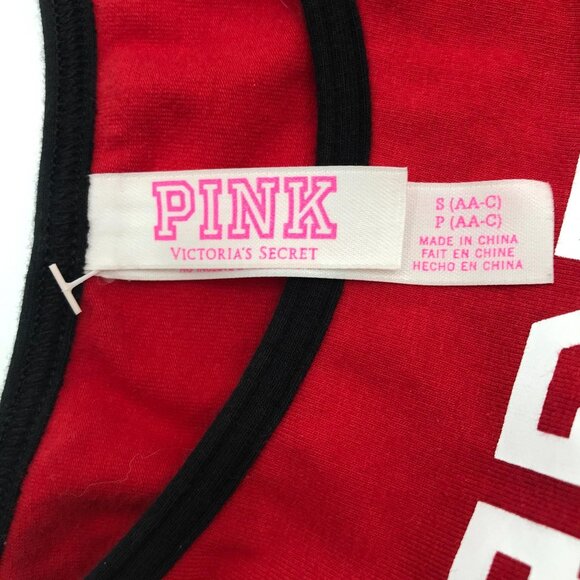 PINK
VICTORIA'S SECRET
S (AA-C)
P (AA-C)
MADE IN CHINA
FAIT EN CHINE
HECHO EN CHINA